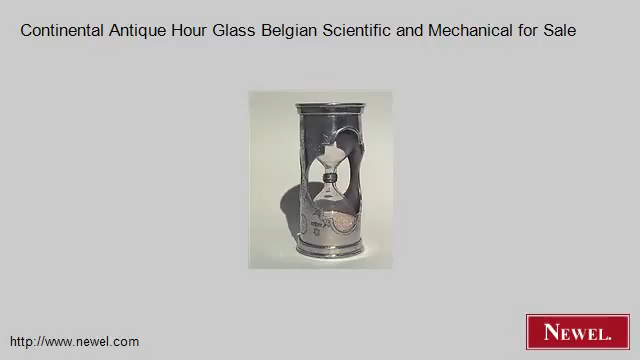 Continental Antique Hour Glass Belgian Scientific and Mechanical for Sale
http://www.newel.com
NEWEL.